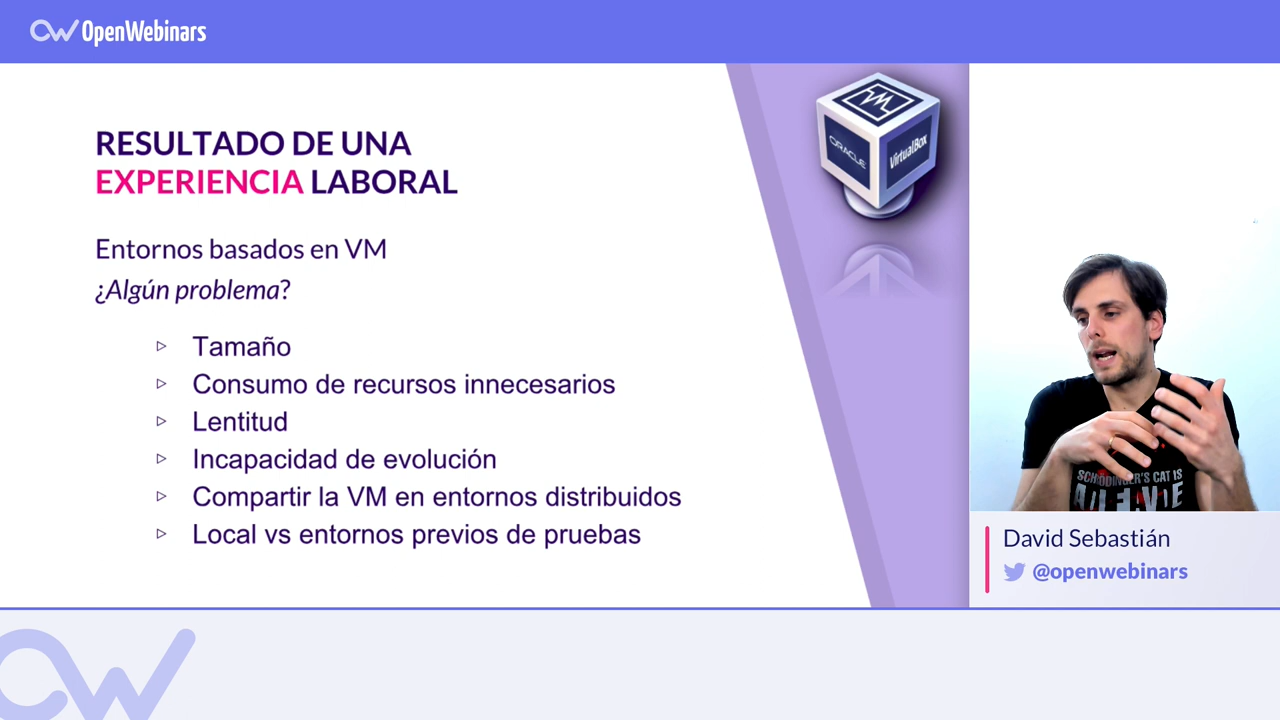 OpenWebinars
RESULTADO DE UNA
EXPERIENCIA LABORAL
Entornos basados en VM
¿Algún problema?
Tamaño
Consumo de recursos innecesarios
Lentitud
Incapacidad de evolución
Compartir la VM en entornos distribuidos
Local vs entornos previos de pruebas
ORACLE
VirtualBox
SCHRÖDINGER'S CAT IS
David Sebastián
@openwebinars